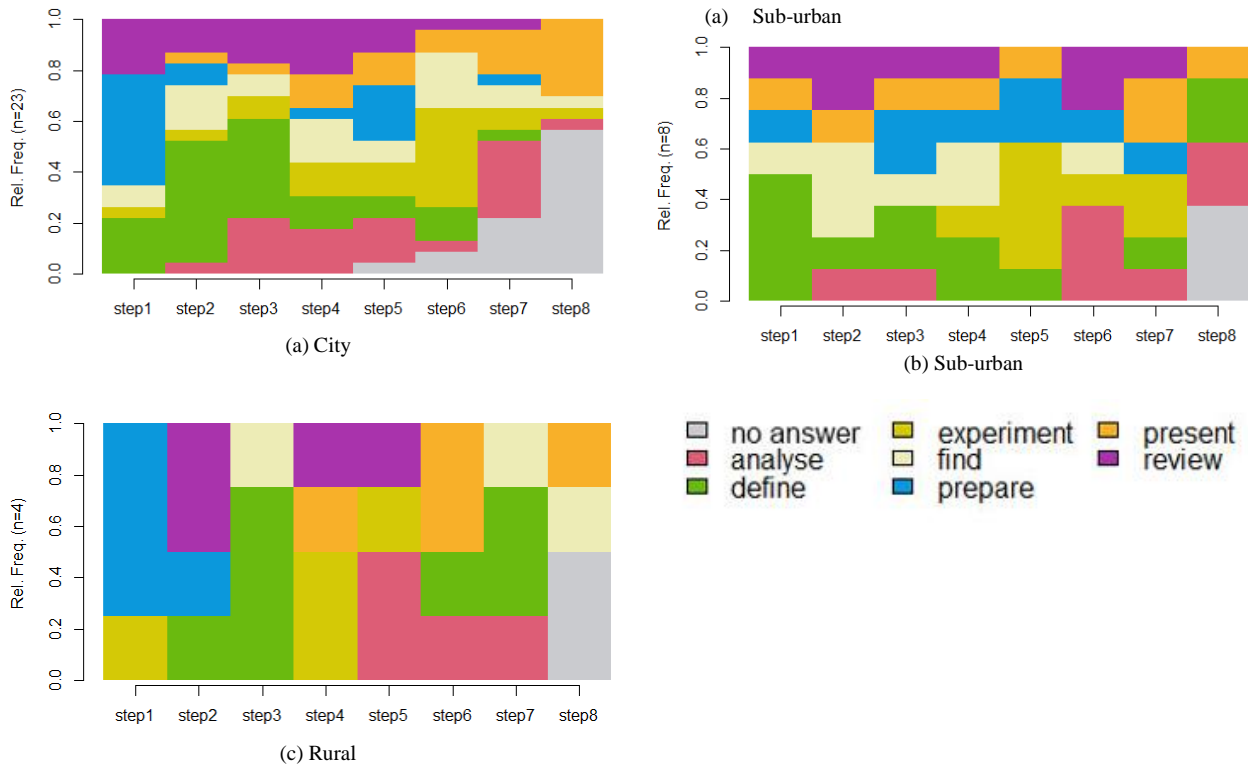 (a) Sub-urban
Rel. Freq. (n=23)
0.0 0.2 0.4 0.6 0.8 1.0
step1 step2 step3 step4 step5 step6 step7 step8
(a) City
Rel. Freq. (n=8)
0.0 0.2 0.4 0.6 0.8 1.0
step1 step2 step3 step4 step5 step6 step7 step8
(b) Sub-urban
Rel. Freq. (n=4)
0.0 0.2 0.4 0.6 0.8 1.0
step1 step2 step3 step4 step5 step6 step7 step8
(c) Rural
no answer experiment present
analyse find review
define prepare